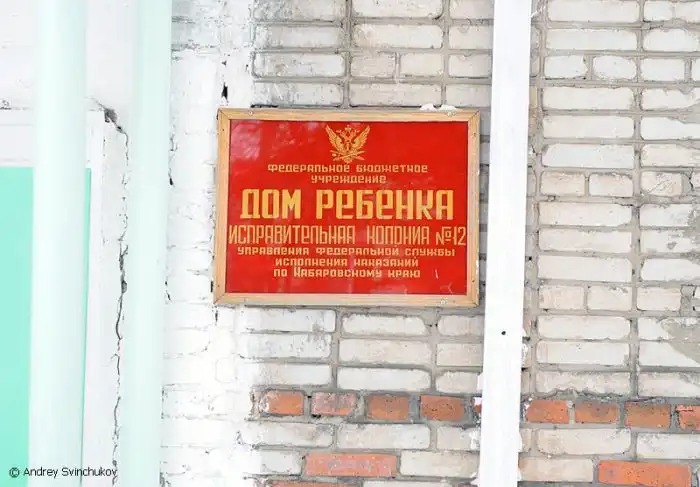 Федеральное бюджетное
учреждение
ДОМ РЕБЕНКА
ИСПРАВИТЕЛЬНАЯ КОЛОНИЯ №12
УПРАВЛЕНИЯ ФЕДЕРАЛЬНОЙ СЛУЖБЫ
ИСПОЛНЕНИЯ НАКАЗАНИЙ
ПО ХАБАРОВСКОМУ КРАЮ
© Andrey Svinchukov